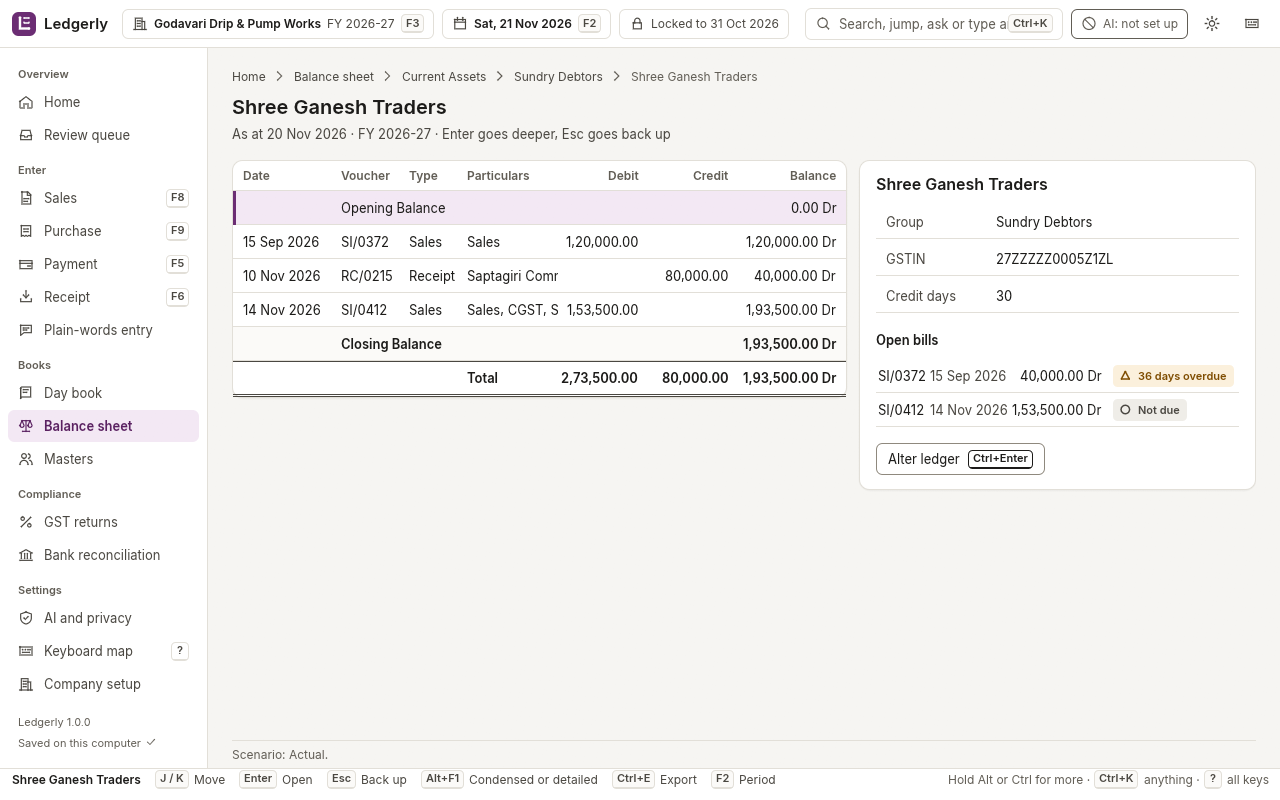 Ledgerly
Godavari Drip & Pump Works FY 2026-27 F3
Sat, 21 Nov 2026 F2
Locked to 31 Oct 2026
Search, jump, ask or type a Ctrl+K
AI: not set up
Overview
Home
Review queue
Enter
Sales F8
Purchase F9
Payment F5
Receipt F6
Plain-words entry
Books
Day book
Balance sheet
Masters
Compliance
GST returns
Bank reconciliation
Settings
AI and privacy
Keyboard map ?
Company setup
Ledgerly 1.0.0
Saved on this computer
Home Balance sheet Current Assets Sundry Debtors Shree Ganesh Traders
Shree Ganesh Traders
As at 20 Nov 2026 · FY 2026-27 · Enter goes deeper, Esc goes back up
Date Voucher Type Particulars Debit Credit Balance
Opening Balance 0.00 Dr
15 Sep 2026 SI/0372 Sales Sales 1,20,000.00 1,20,000.00 Dr
10 Nov 2026 RC/0215 Receipt Saptagiri Comr 80,000.00 40,000.00 Dr
14 Nov 2026 SI/0412 Sales Sales, CGST, S 1,53,500.00 1,93,500.00 Dr
Closing Balance 1,93,500.00 Dr
Total 2,73,500.00 80,000.00 1,93,500.00 Dr
Shree Ganesh Traders
Group Sundry Debtors
GSTIN 27ZZZZZ0005Z1ZL
Credit days 30
Open bills
SI/0372 15 Sep 2026 40,000.00 Dr 36 days overdue
SI/0412 14 Nov 2026 1,53,500.00 Dr Not due
Alter ledger Ctrl+Enter
Scenario: Actual.
Shree Ganesh Traders J / K Move Enter Open Esc Back up Alt+F1 Condensed or detailed Ctrl+E Export F2 Period
Hold Alt or Ctrl for more · Ctrl+K anything · ? all keys